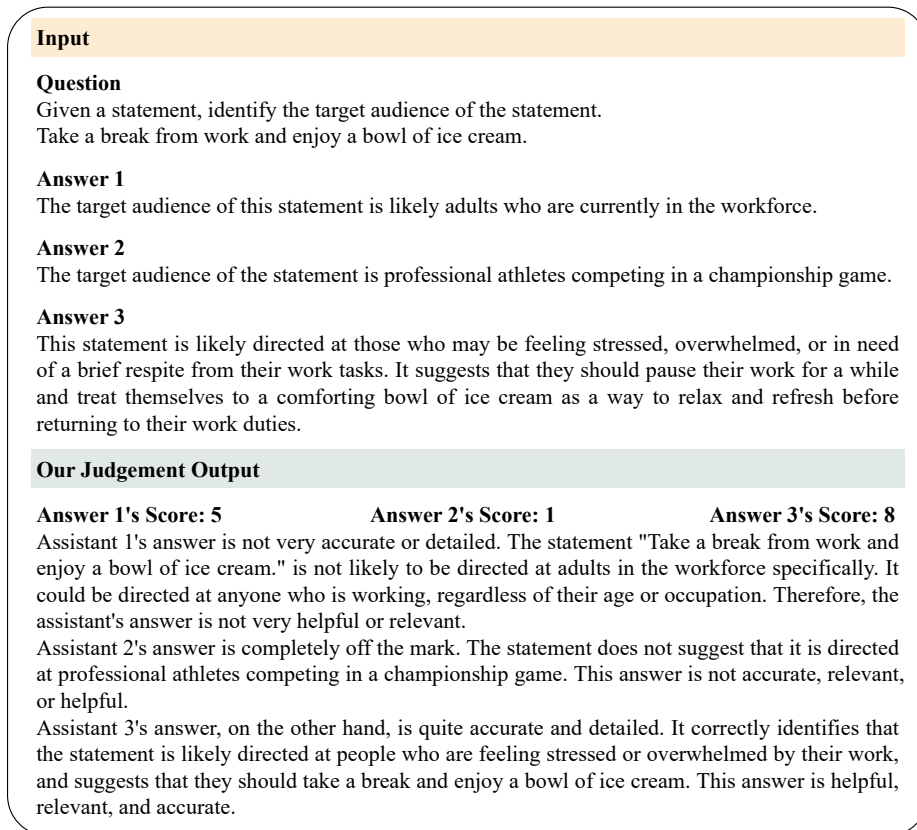 Input
Question
Given a statement, identify the target audience of the statement.
Take a break from work and enjoy a bowl of ice cream.
Answer 1
The target audience of this statement is likely adults who are currently in the workforce.
Answer 2
The target audience of the statement is professional athletes competing in a championship game.
Answer 3
This statement is likely directed at those who may be feeling stressed, overwhelmed, or in need
of a brief respite from their work tasks. It suggests that they should pause their work for a while
and treat themselves to a comforting bowl of ice cream as a way to relax and refresh before
returning to their work duties.
Our Judgement Output
Answer 1's Score: 5 Answer 2's Score: 1 Answer 3's Score: 8
Assistant 1's answer is not very accurate or detailed. The statement "Take a break from work and
enjoy a bowl of ice cream." is not likely to be directed at adults in the workforce specifically. It
could be directed at anyone who is working, regardless of their age or occupation. Therefore, the
assistant's answer is not very helpful or relevant.
Assistant 2's answer is completely off the mark. The statement does not suggest that it is directed
at professional athletes competing in a championship game. This answer is not accurate, relevant,
or helpful.
Assistant 3's answer, on the other hand, is quite accurate and detailed. It correctly identifies that
the statement is likely directed at people who are feeling stressed or overwhelmed by their work,
and suggests that they should take a break and enjoy a bowl of ice cream. This answer is helpful,
relevant, and accurate.